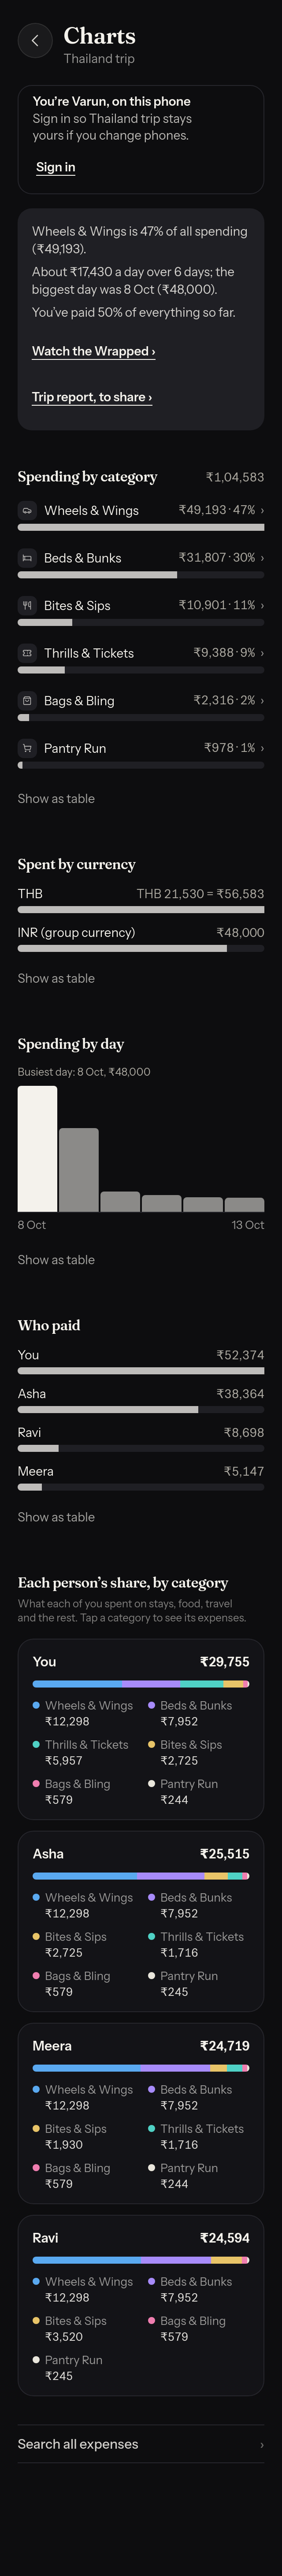 Charts
Thailand trip
You're Varun, on this phone
Sign in so Thailand trip stays
yours if you change phones.
Sign in
Wheels & Wings is 47% of all spending
(₹49,193).
About ₹17,430 a day over 6 days; the
biggest day was 8 Oct (₹48,000).
You've paid 50% of everything so far.
Watch the Wrapped ›
Trip report, to share ›
Spending by category ₹1,04,583
Wheels & Wings ₹49,193 · 47% ›
Beds & Bunks ₹31,807 · 30% ›
Bites & Sips ₹10,901 · 11% ›
Thrills & Tickets ₹9,388 · 9% ›
Bags & Bling ₹2,316 · 2% ›
Pantry Run ₹978 · 1% ›
Show as table
Spent by currency
THB THB 21,530 = ₹56,583
INR (group currency) ₹48,000
Show as table
Spending by day
Busiest day: 8 Oct, ₹48,000
8 Oct 13 Oct
Show as table
Who paid
You ₹52,374
Asha ₹38,364
Ravi ₹8,698
Meera ₹5,147
Show as table
Each person's share, by category
What each of you spent on stays, food, travel
and the rest. Tap a category to see its expenses.
You ₹29,755
Wheels & Wings Beds & Bunks
₹12,298 ₹7,952
Thrills & Tickets Bites & Sips
₹5,957 ₹2,725
Bags & Bling Pantry Run
₹579 ₹244
Asha ₹25,515
Wheels & Wings Beds & Bunks
₹12,298 ₹7,952
Bites & Sips Thrills & Tickets
₹2,725 ₹1,716
Bags & Bling Pantry Run
₹579 ₹245
Meera ₹24,719
Wheels & Wings Beds & Bunks
₹12,298 ₹7,952
Bites & Sips Thrills & Tickets
₹1,930 ₹1,716
Bags & Bling Pantry Run
₹579 ₹244
Ravi ₹24,594
Wheels & Wings Beds & Bunks
₹12,298 ₹7,952
Bites & Sips Bags & Bling
₹3,520 ₹579
Pantry Run
₹245
Search all expenses ›